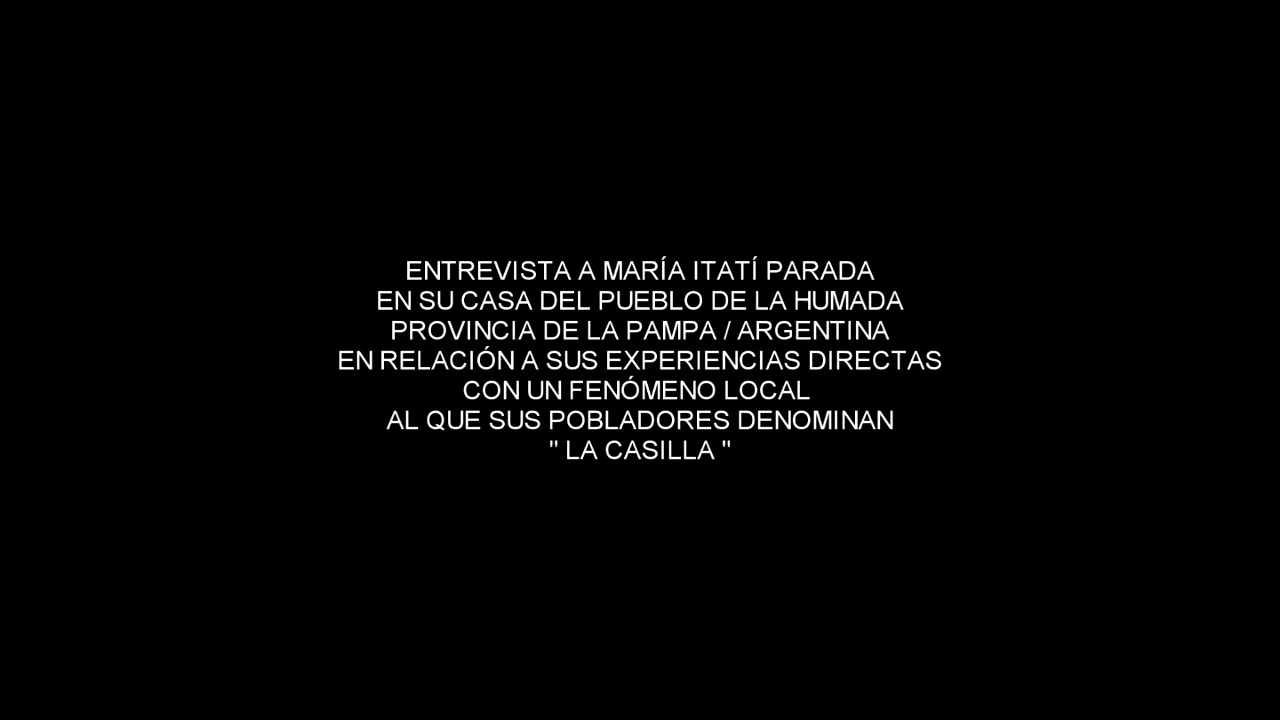 ENTREVISTA A MARÍA ITATÍ PARADA
EN SU CASA DEL PUEBLO DE LA HUMADA
PROVINCIA DE LA PAMPA / ARGENTINA
EN RELACIÓN A SUS EXPERIENCIAS DIRECTAS
CON UN FENÓMENO LOCAL
AL QUE SUS POBLADORES DENOMINAN
" LA CASILLA "